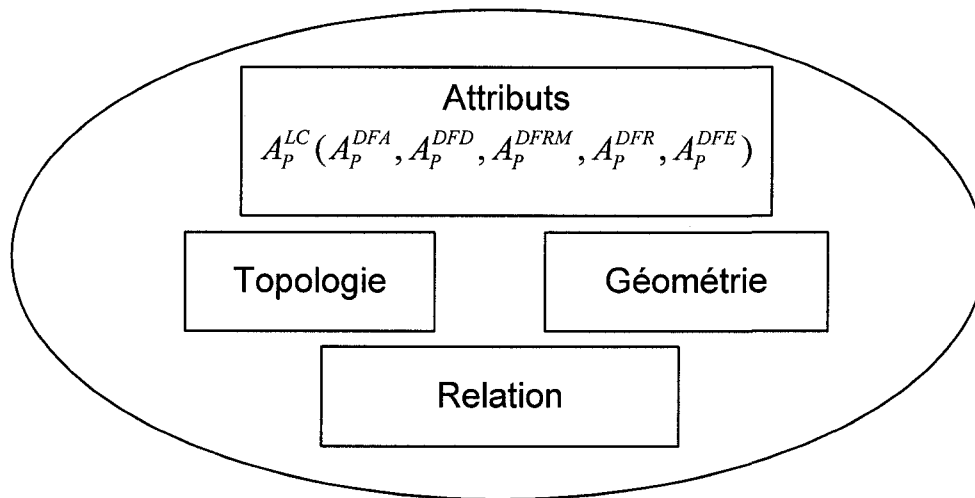 Attributs
$A_P^{LC}(A_P^{DFA}, A_P^{DFD}, A_P^{DFRM}, A_P^{DFR}, A_P^{DFE})$
Topologie
Géométrie
Relation